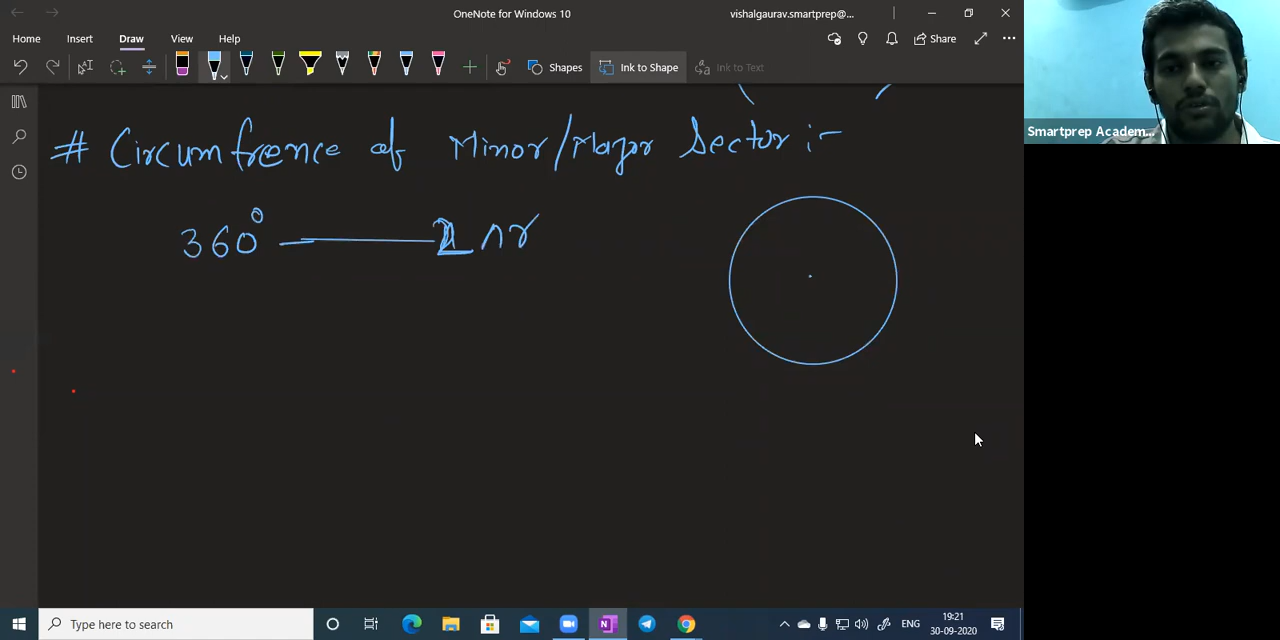 OneNote for Windows 10
vishalgaurav.smartprep@...
Home Insert Draw View Help
Share
Shapes
Ink to Shape
Ink to Text
Smartprep Academ...
# Circumfrence of Minor/Major Sector :-
360° — 2πr
Type here to search
ENG
19:21
30-09-2020